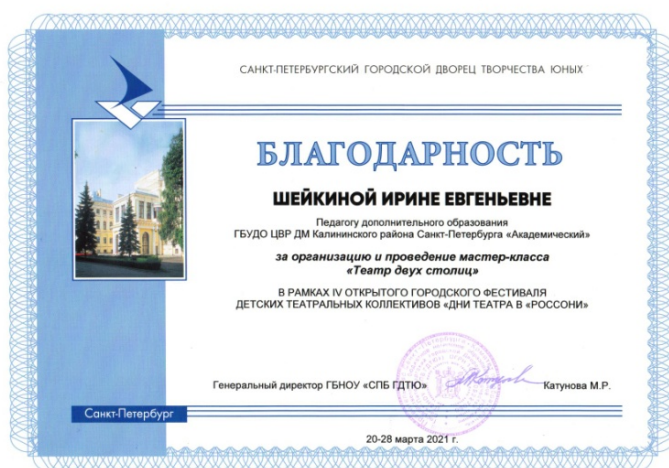 САНКТ-ПЕТЕРБУРГСКИЙ ГОРОДСКОЙ ДВОРЕЦ ТВОРЧЕСТВА ЮНЫХ
БЛАГОДАРНОСТЬ
ШЕЙКИНОЙ ИРИНЕ ЕВГЕНЬЕВНЕ
Педагогу дополнительного образования
ГБУДО ЦВР ДМ Калининского района Санкт-Петербурга «Академический»
за организацию и проведение мастер-класса
«Театр двух столиц»
В РАМКАХ IV ОТКРЫТОГО ГОРОДСКОГО ФЕСТИВАЛЯ
ДЕТСКИХ ТЕАТРАЛЬНЫХ КОЛЛЕКТИВОВ «ДНИ ТЕАТРА В «РОССОНИ»
Генеральный директор ГБНОУ «СПБ ГДТЮ» Катунова М.Р.
Санкт-Петербург
20-28 марта 2021 г.